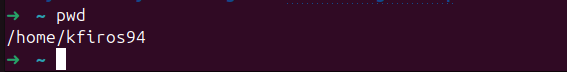 ➜ ~ pwd
/home/kfiros94
➜ ~